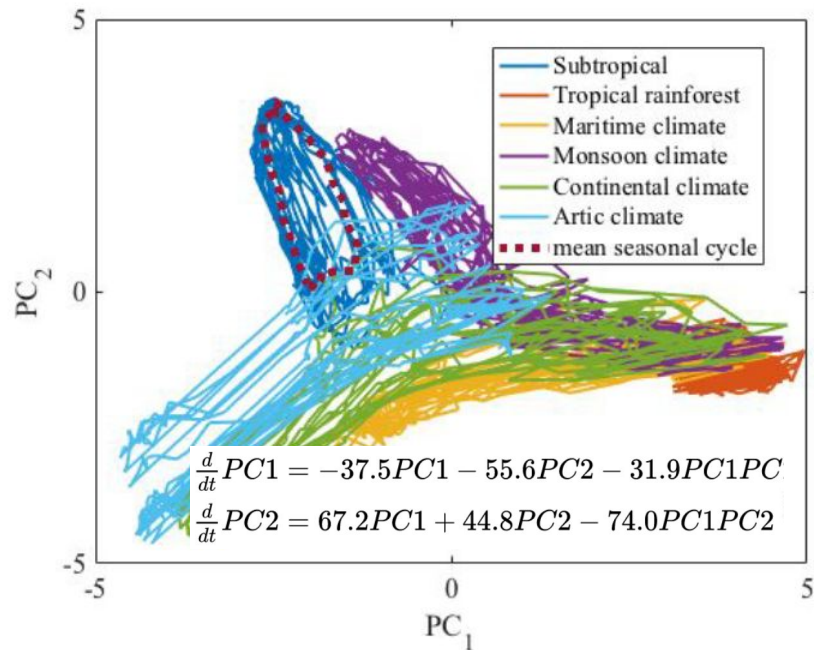 5
Subtropical
Tropical rainforest
Maritime climate
Monsoon climate
Continental climate
Artic climate
mean seasonal cycle
PC₂
0
d/dt PC1 = −37.5PC1 − 55.6PC2 − 31.9PC1PC
d/dt PC2 = 67.2PC1 + 44.8PC2 − 74.0PC1PC2
-5
-5 0 5
PC₁